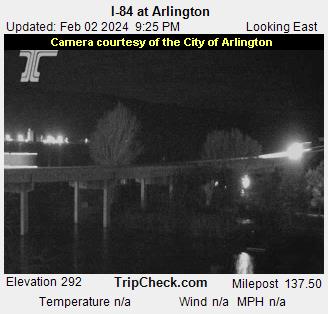 I-84 at Arlington
Updated: Feb 02 2024 9:25 PM Looking East
Camera courtesy of the City of Arlington
Elevation 292 TripCheck.com Milepost 137.50
Temperature n/a Wind n/a MPH n/a